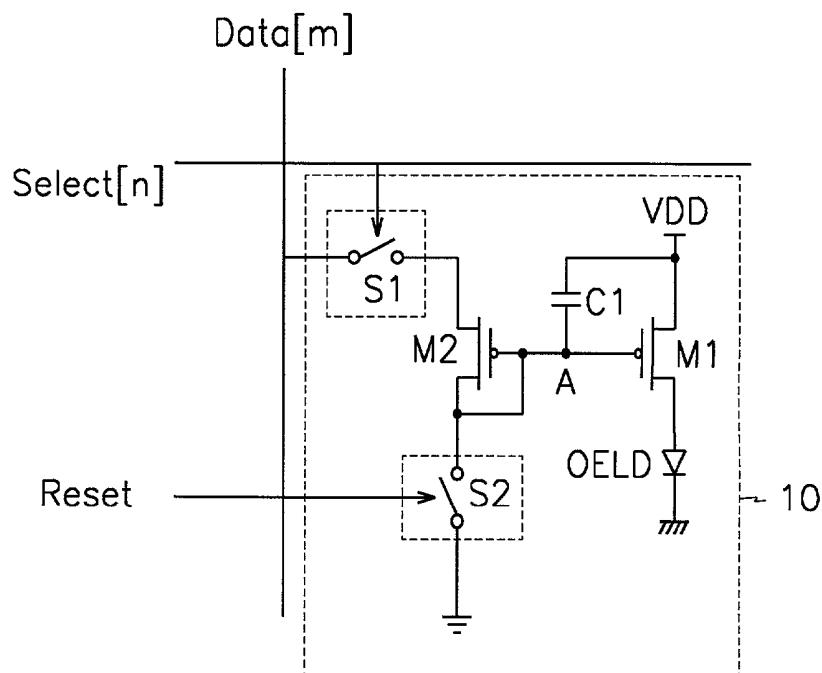 Data[m]
Select[n]
VDD
S1
C1
M2
M1
A
OELD
S2
Reset
10